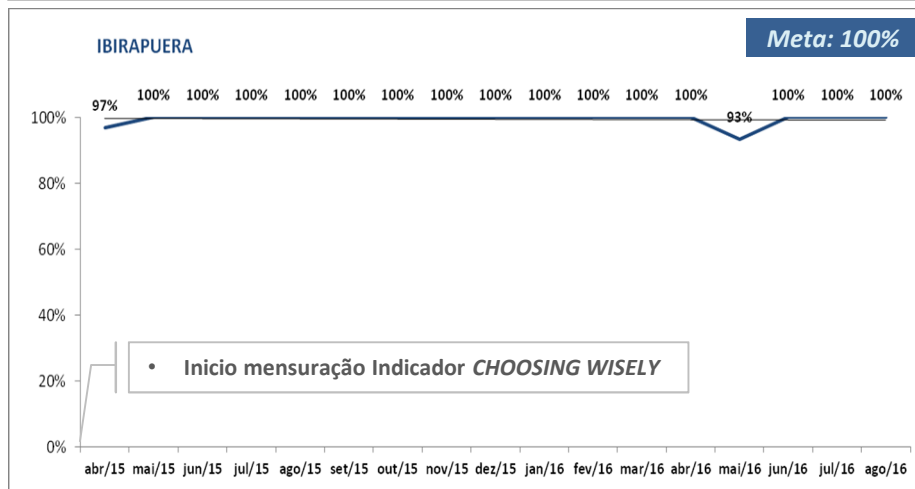 IBIRAPUERA
Meta: 100%
97% 100% 100% 100% 100% 100% 100% 100% 100% 100% 100% 100% 100% 93% 100% 100% 100%
100%
80%
60%
40%
20%
0%
• Inicio mensuração Indicador CHOOSING WISELY
abr/15 mai/15 jun/15 jul/15 ago/15 set/15 out/15 nov/15 dez/15 jan/16 fev/16 mar/16 abr/16 mai/16 jun/16 jul/16 ago/16